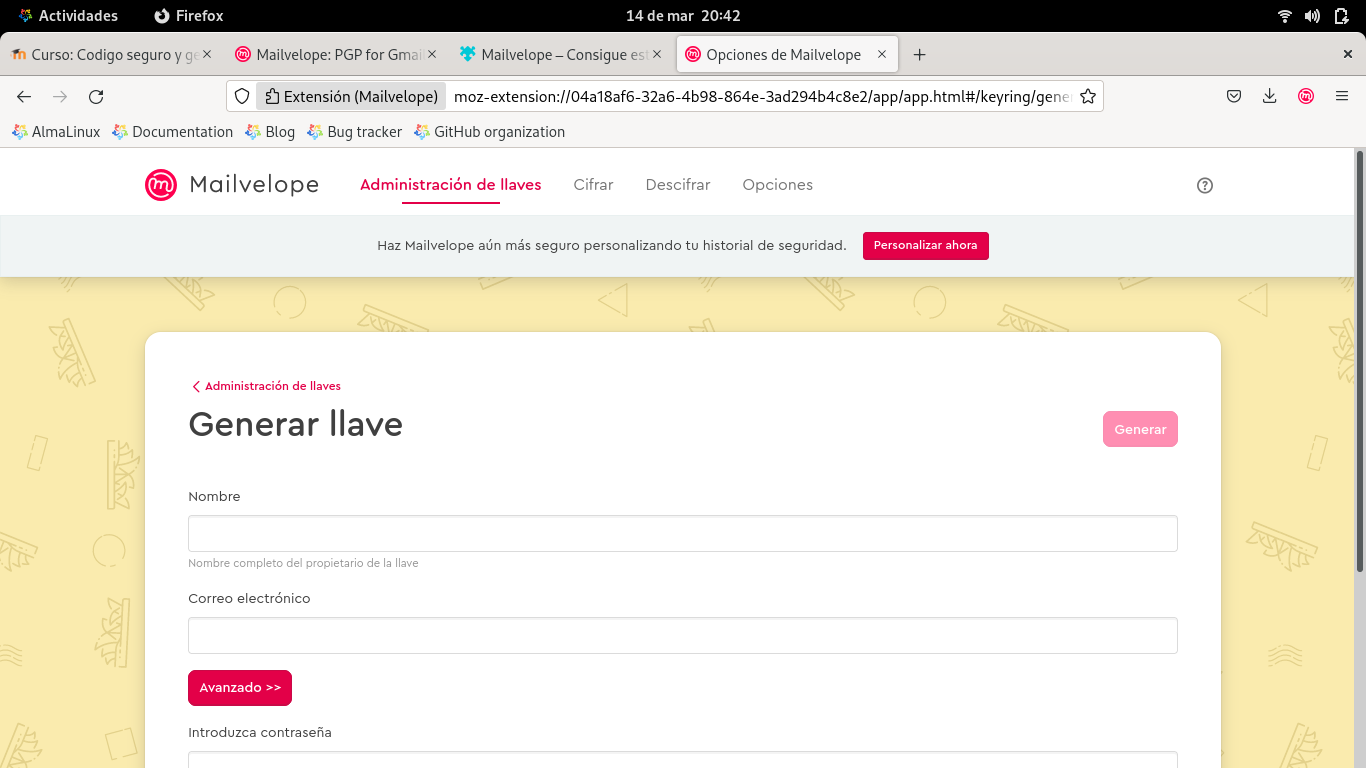 Actividades Firefox 14 de mar 20:42
Curso: Codigo seguro y ge Mailvelope: PGP for Gmail Mailvelope – Consigue est Opciones de Mailvelope
Extensión (Mailvelope) moz-extension://04a18af6-32a6-4b98-864e-3ad294b4c8e2/app/app.html#/keyring/gener
AlmaLinux Documentation Blog Bug tracker GitHub organization
Mailvelope Administración de llaves Cifrar Descifrar Opciones
Haz Mailvelope aún más seguro personalizando tu historial de seguridad. Personalizar ahora
Administración de llaves
Generar llave Generar
Nombre
Nombre completo del propietario de la llave
Correo electrónico
Avanzado >>
Introduzca contraseña